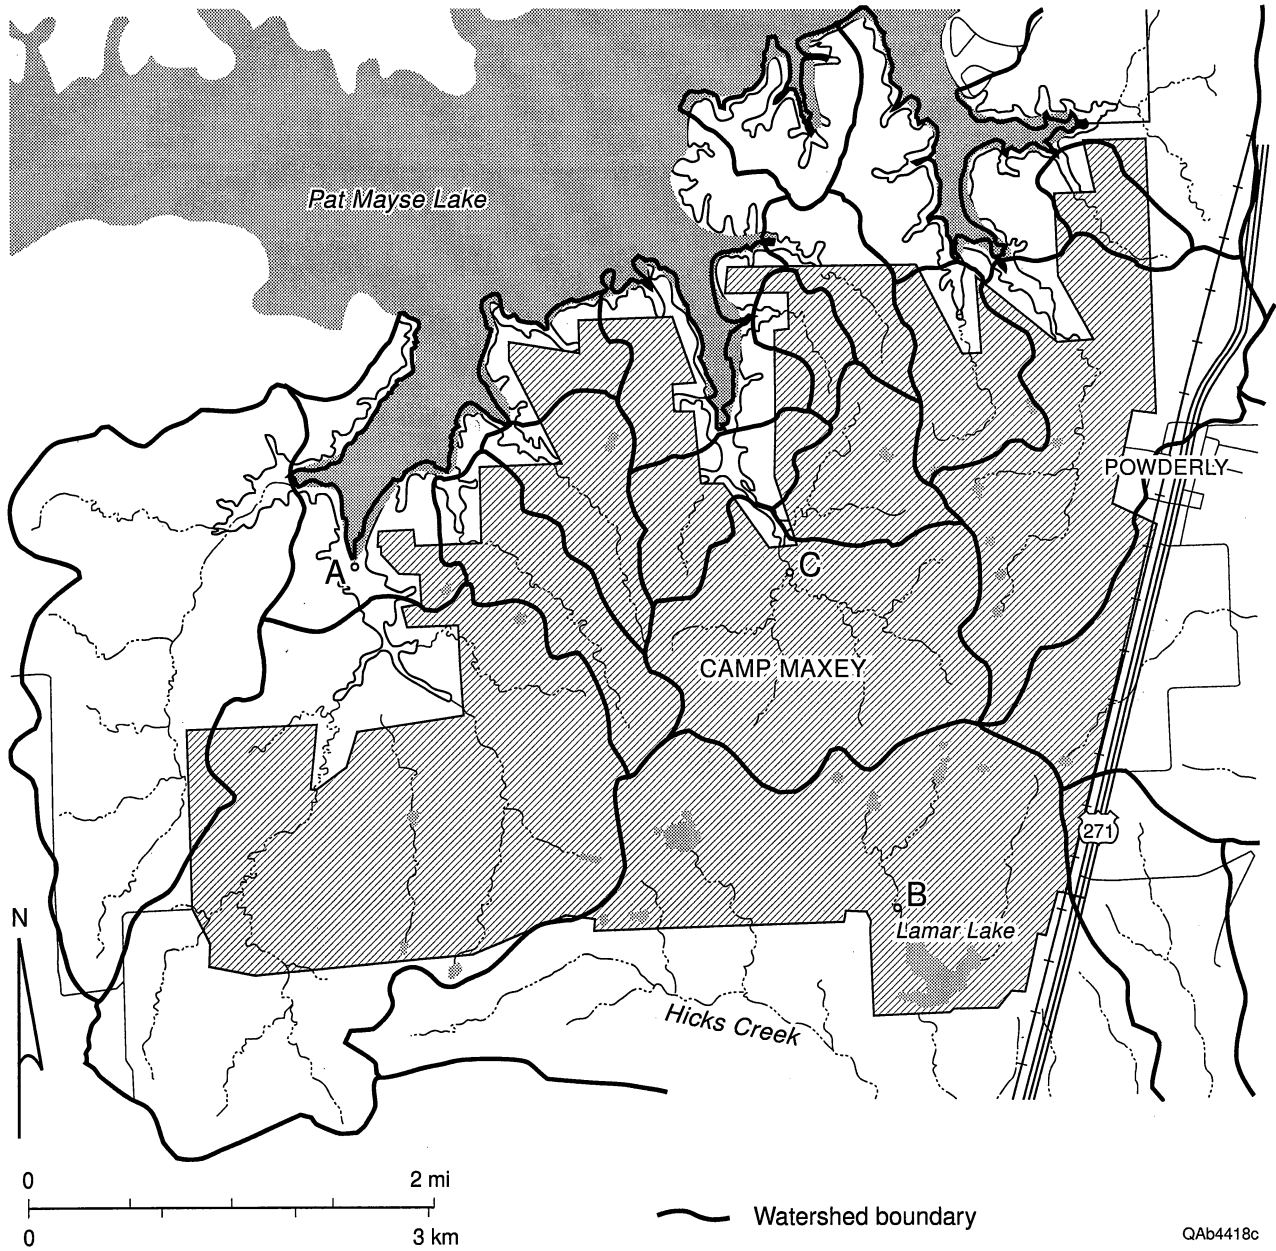 Pat Mayse Lake
POWDERLY
A
C
CAMP MAXEY
271
B
Lamar Lake
N
Hicks Creek
0 2 mi
0 3 km
Watershed boundary
QAb4418c